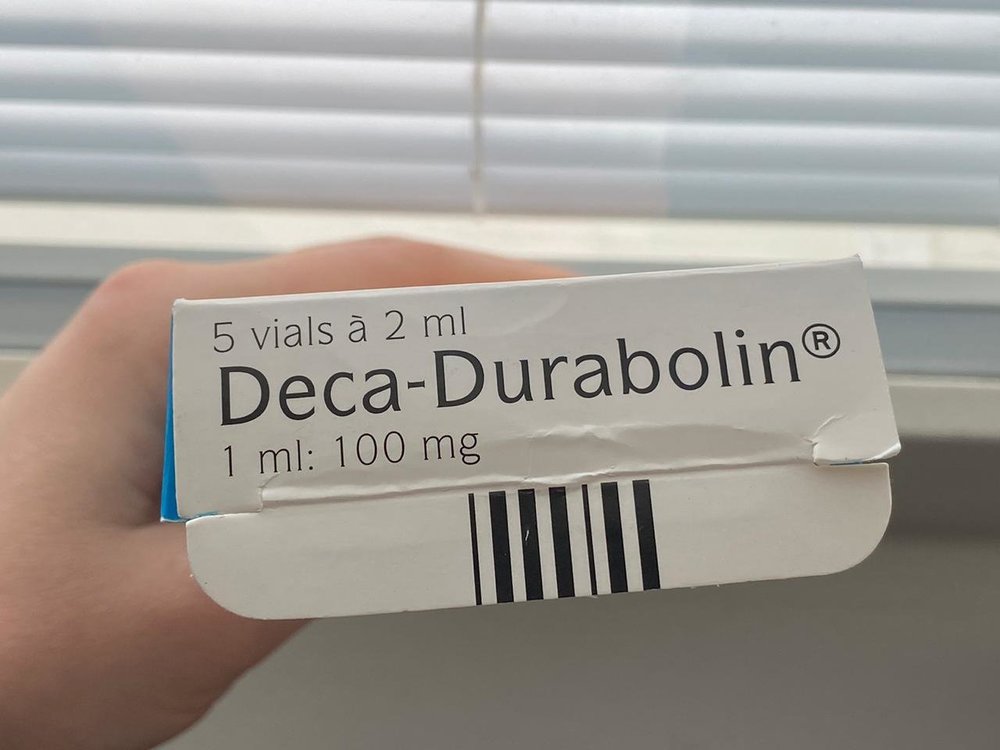 5 vials à 2 ml
Deca-Durabolin®
1 ml: 100 mg